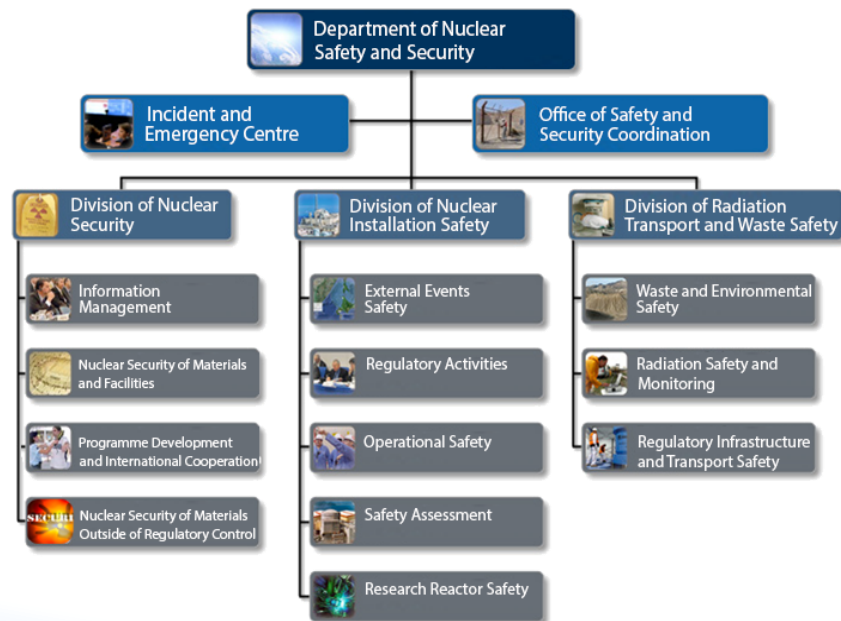 Department of Nuclear
Safety and Security
Incident and
Emergency Centre
Office of Safety and
Security Coordination
Division of Nuclear
Security
Division of Nuclear
Installation Safety
Division of Radiation
Transport and Waste Safety
Information
Management
Nuclear Security of Materials
and Facilities
Programme Development
and International Cooperation
SECURI
Nuclear Security of Materials
Outside of Regulatory Control
External Events
Safety
Regulatory Activities
Operational Safety
Safety Assessment
Research Reactor Safety
Waste and Environmental
Safety
Radiation Safety and
Monitoring
Regulatory Infrastructure
and Transport Safety